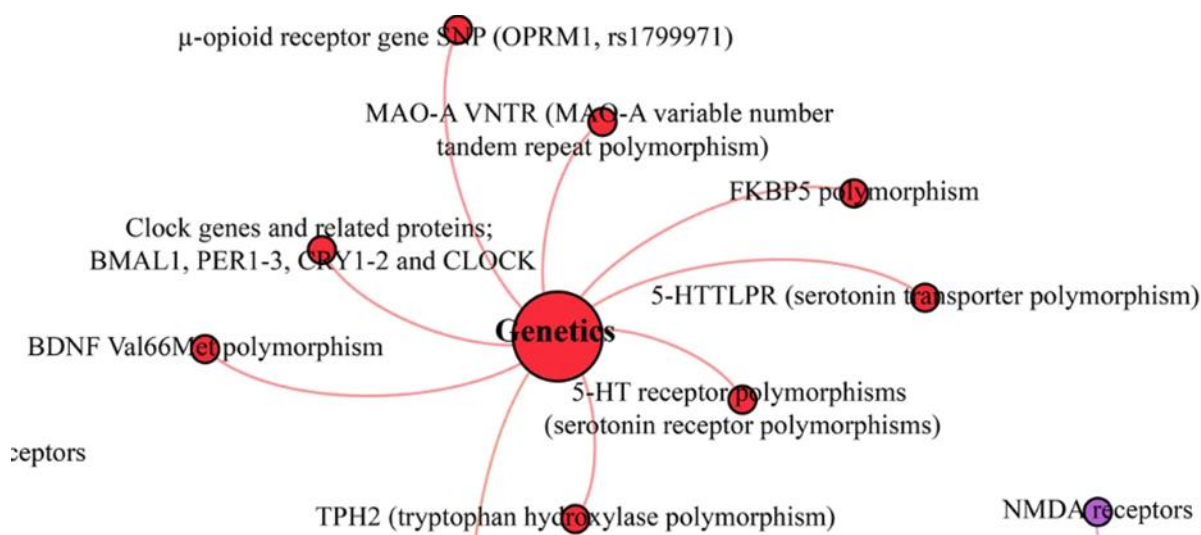 μ-opioid receptor gene SNP (OPRM1, rs1799971)
MAO-A VNTR (MAO-A variable number
tandem repeat polymorphism)
FKBP5 polymorphism
Clock genes and related proteins;
BMAL1, PER1-3, CRY1-2 and CLOCK
5-HTTLPR (serotonin transporter polymorphism)
Genetics
BDNF Val66Met polymorphism
5-HT receptor polymorphisms
(serotonin receptor polymorphisms)
ceptors
TPH2 (tryptophan hydroxylase polymorphism)
NMDA receptors